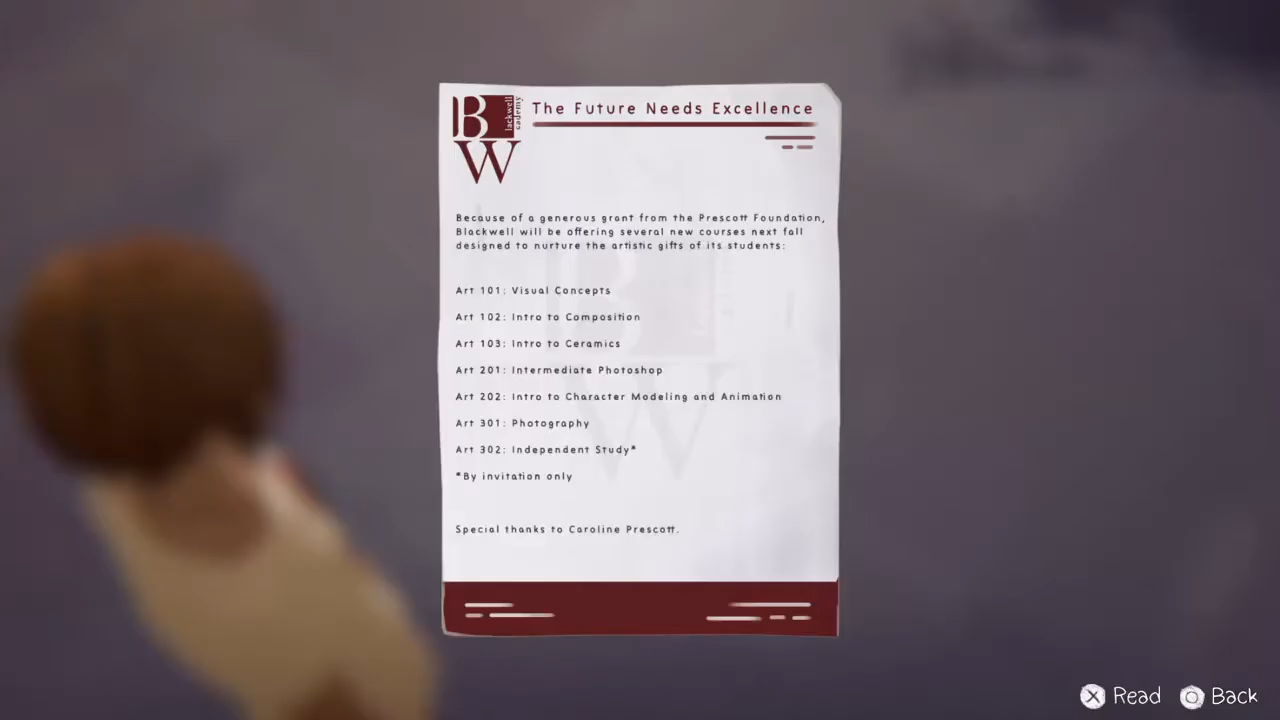 B lackwell cademy
W
The Future Needs Excellence
Because of a generous grant from the Prescott Foundation,
Blackwell will be offering several new courses next fall
designed to nurture the artistic gifts of its students:
Art 101: Visual Concepts
Art 102: Intro to Composition
Art 103: Intro to Ceramics
Art 201: Intermediate Photoshop
Art 202: Intro to Character Modeling and Animation
Art 301: Photography
Art 302: Independent Study*
*By invitation only
Special thanks to Caroline Prescott.
Read Back